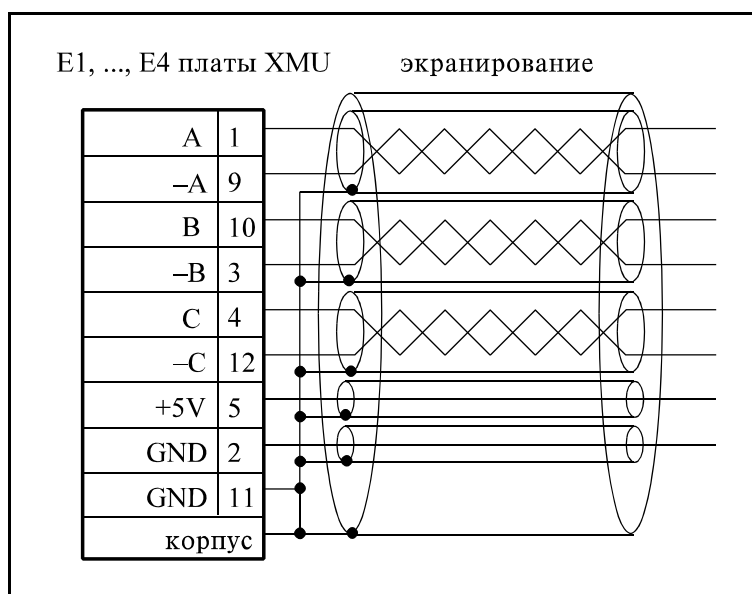 E1, ..., E4 платы XMU экранирование
A 1
–A 9
B 10
–B 3
C 4
–C 12
+5V 5
GND 2
GND 11
корпус